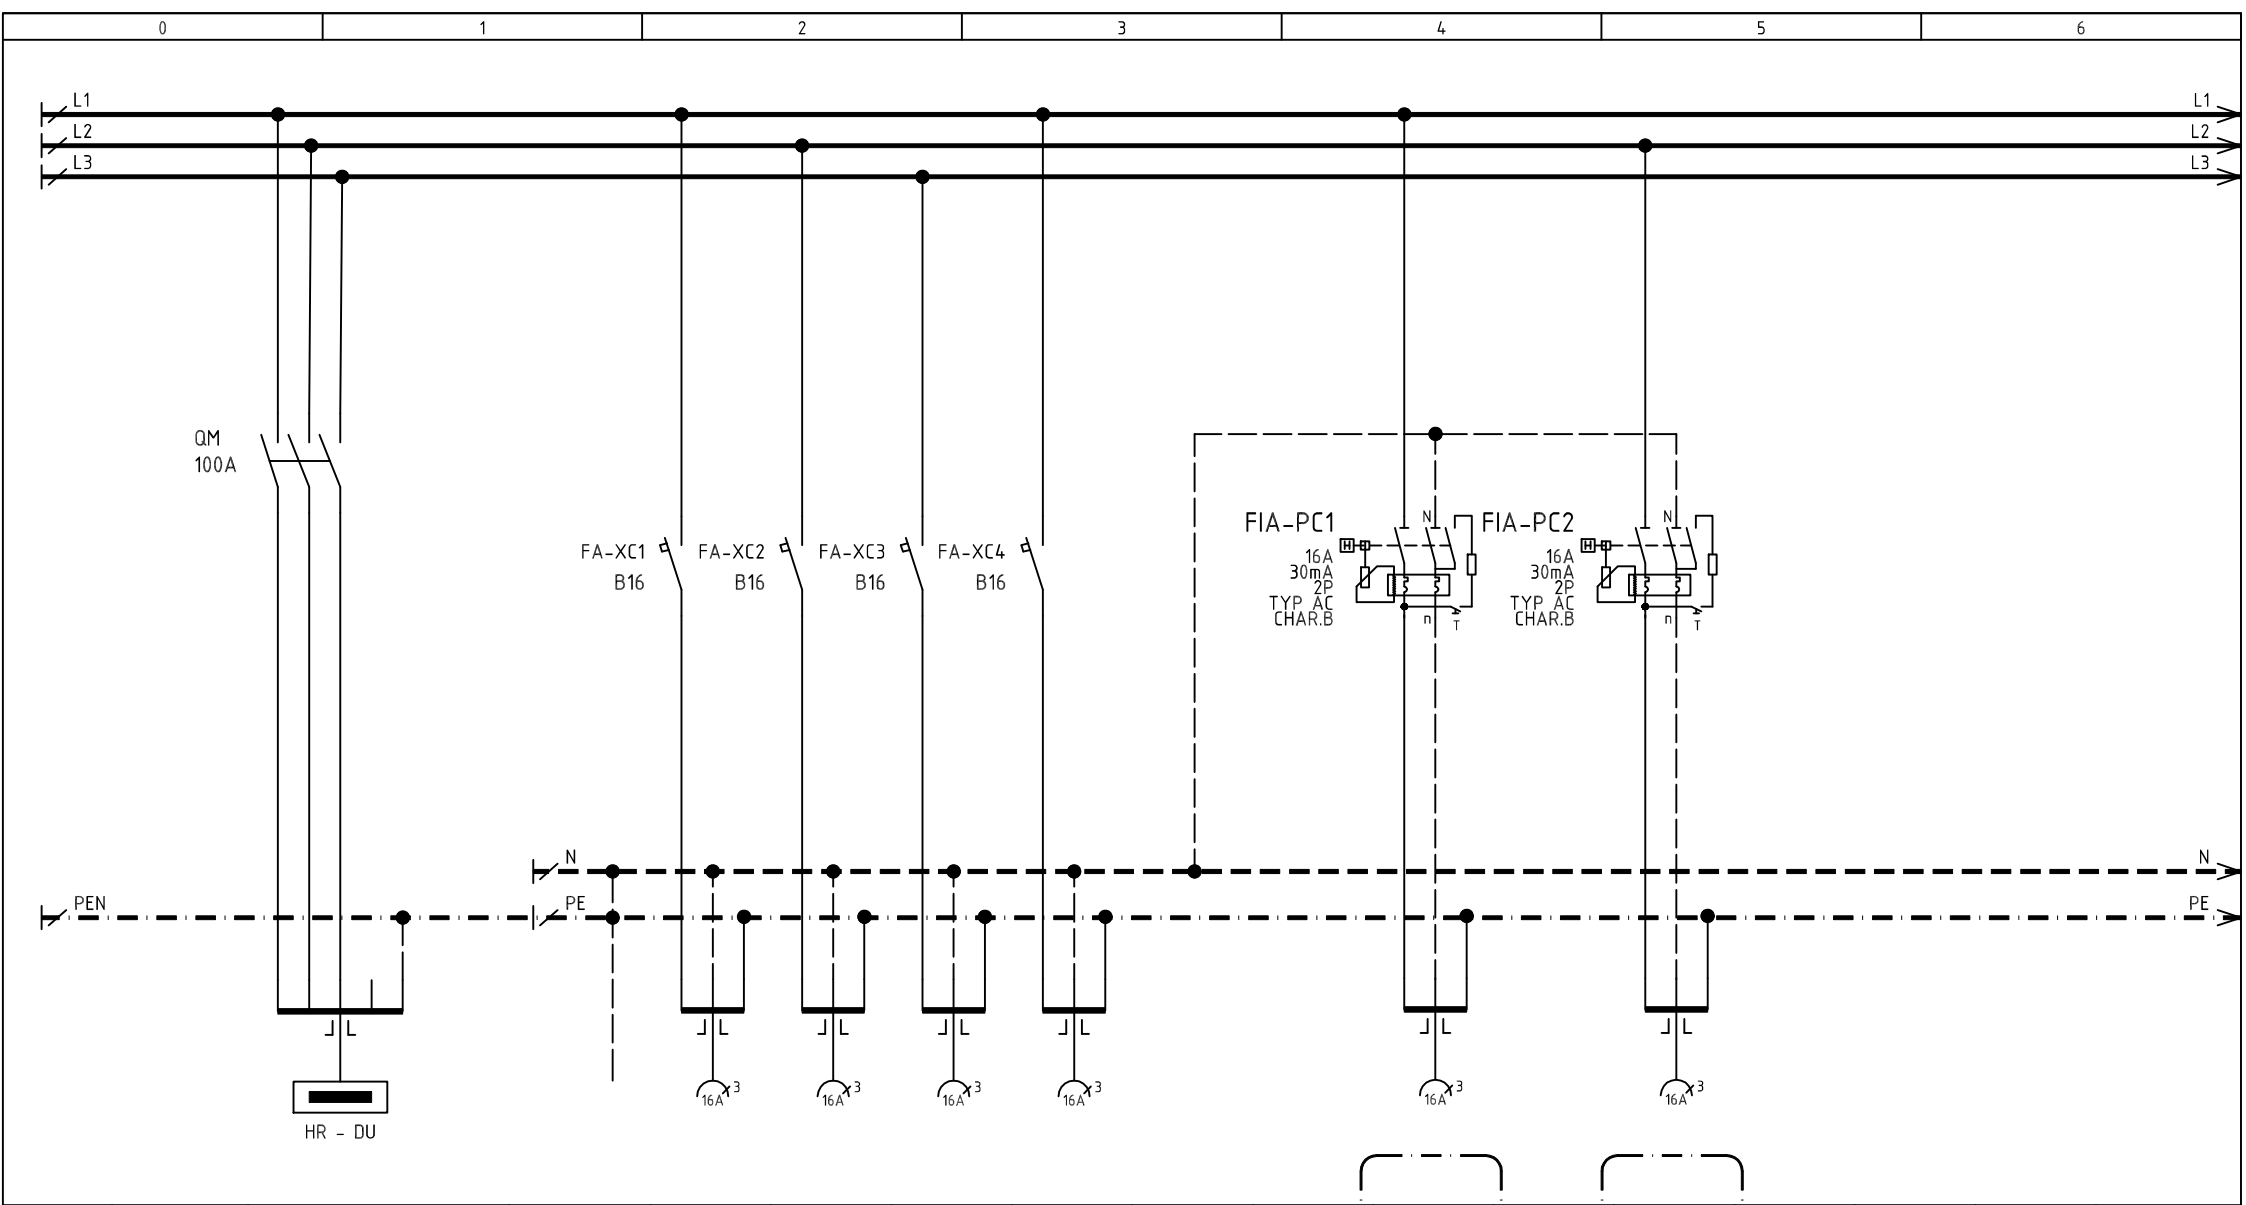 0 1 2 3 4 5 6
L1 L1
L2 L2
L3 L3
QM
100A
FIA-PC1 N FIA-PC2 N
FA-XC1 FA-XC2 FA-XC3 FA-XC4 H H
16A 16A
B16 B16 B16 B16
30mA 30mA
2P 2P
TYP AC TYP AC
CHAR.B n T CHAR.B n T
N N
PEN PE PE
3 3 3 3 3 3
16A 16A 16A 16A 16A 16A
HR - DU